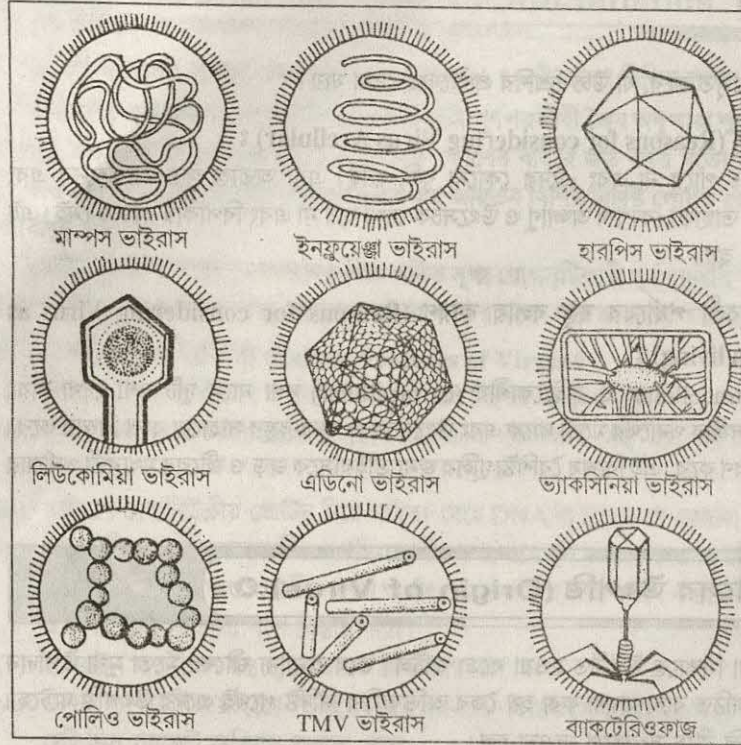 মাম্পস ভাইরাস
ইনফ্লুয়েঞ্জা ভাইরাস
হারপিস ভাইরাস
লিউকোমিয়া ভাইরাস
এডিনো ভাইরাস
ভ্যাকসিনিয়া ভাইরাস
পোলিও ভাইরাস
TMV ভাইরাস
ব্যাকটেরিওফাজ